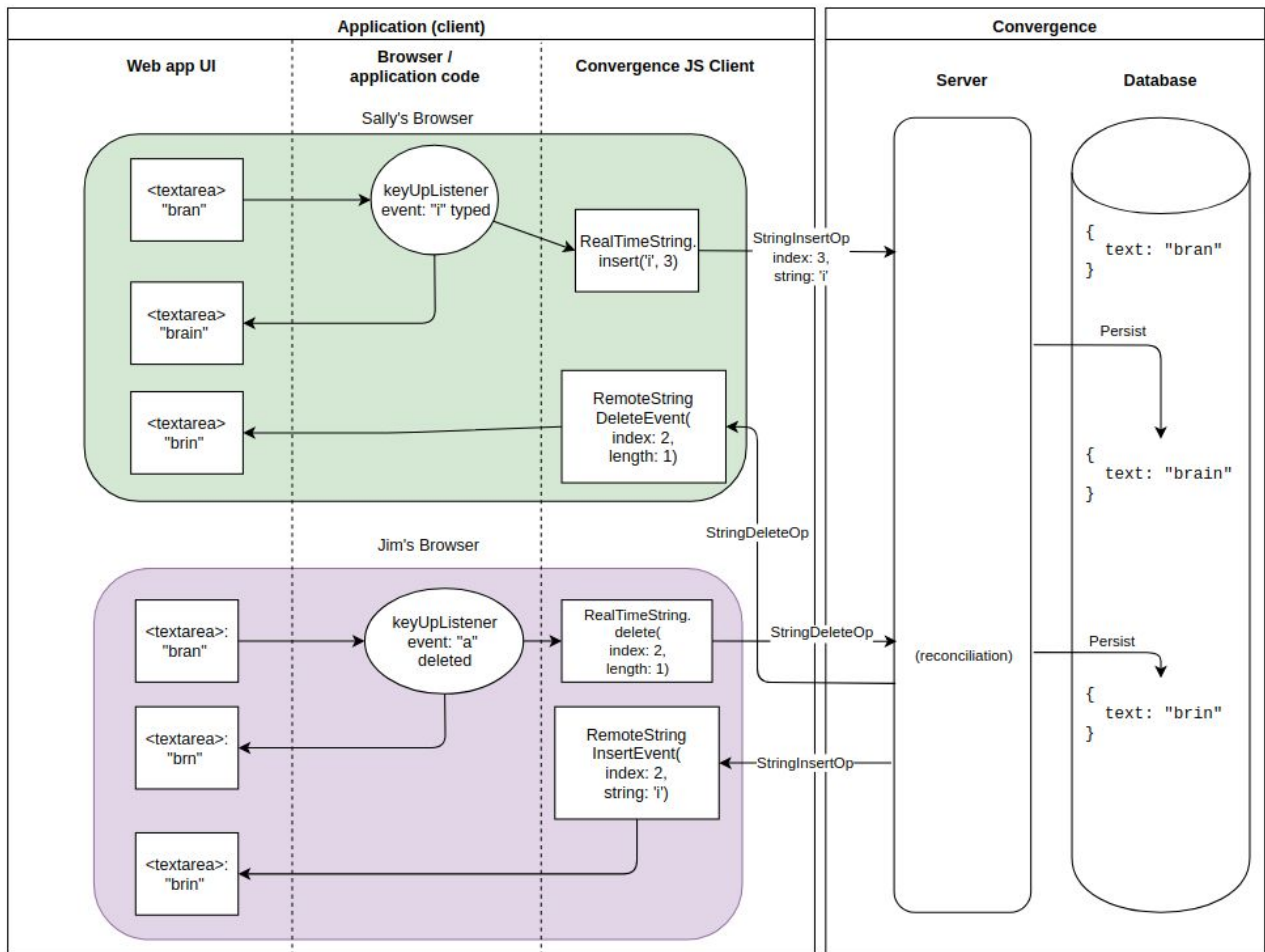 Application (client)
Convergence
Web app UI
Browser /
application code
Convergence JS Client
Server
Database
Sally's Browser
<textarea>
"bran"
keyUpListener
event: "i" typed
RealTimeString.
insert('i', 3)
StringInsertOp
index: 3,
string: 'i'
{
text: "bran"
}
<textarea>
"brain"
Persist
<textarea>
"brin"
RemoteString
DeleteEvent(
index: 2,
length: 1)
{
text: "brain"
}
StringDeleteOp
Jim's Browser
<textarea>:
"bran"
keyUpListener
event: "a"
deleted
RealTimeString.
delete(
index: 2,
length: 1)
StringDeleteOp
(reconciliation)
Persist
{
text: "brin"
}
<textarea>:
"brn"
RemoteString
InsertEvent(
index: 2,
string: 'i')
StringInsertOp
<textarea>:
"brin"